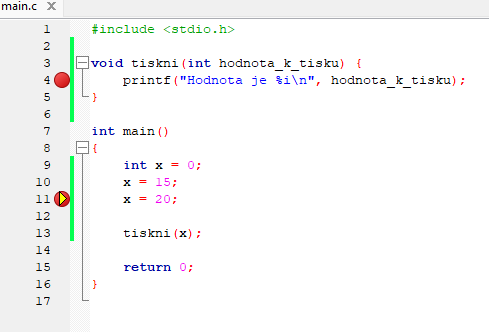 main.c X
1 #include <stdio.h>
2
3 void tiskni(int hodnota_k_tisku) {
4 printf("Hodnota je %i\n", hodnota_k_tisku);
5 }
6
7 int main()
8 {
9 int x = 0;
10 x = 15;
11 x = 20;
12
13 tiskni(x);
14
15 return 0;
16 }
17